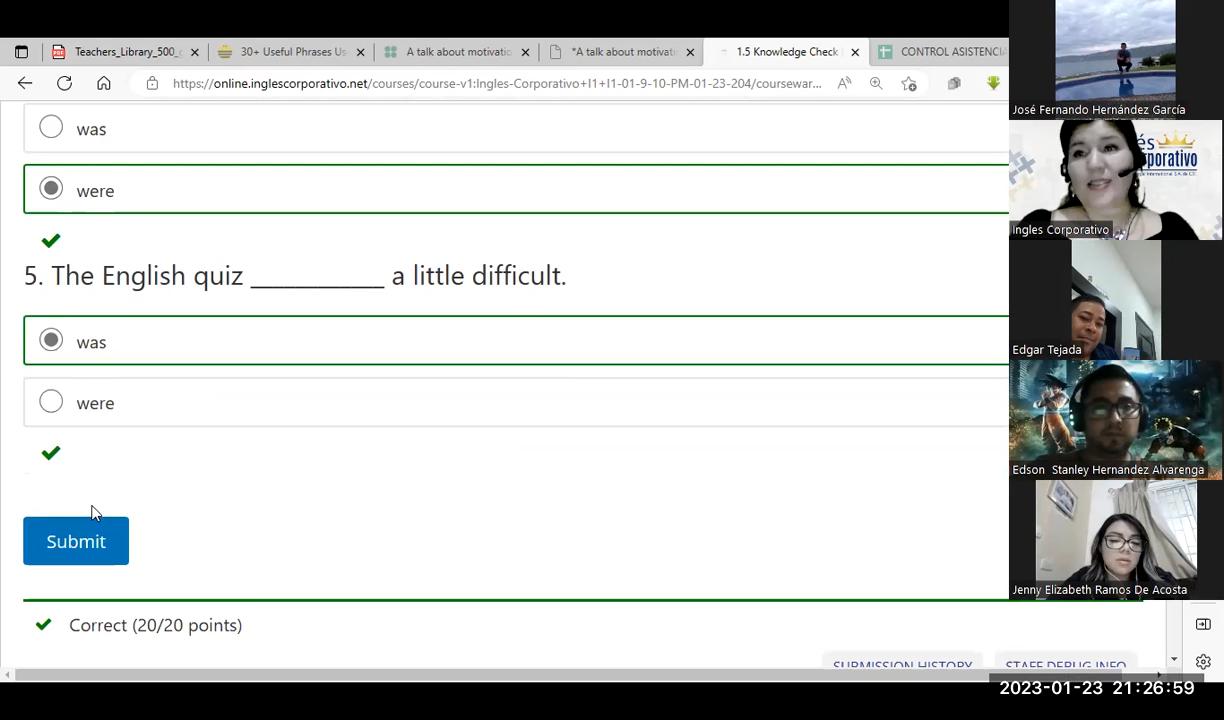 Teachers_Library_500_
30+ Useful Phrases Us
A talk about motivatio
*A talk about motivati
1.5 Knowledge Check
CONTROL ASISTENCIA
https://online.inglescorporativo.net/courses/course-v1:Ingles-Corporativo+I1+I1-01-9-10-PM-01-23-204/coursewar...
was
were
5. The English quiz ____________ a little difficult.
was
were
Submit
Correct (20/20 points)
SUBMISSION HISTORY
STAFF DEBUG INFO
José Fernando Hernández García
Ingles Corporativo
Edgar Tejada
Edson Stanley Hernandez Alvarenga
Jenny Elizabeth Ramos De Acosta
2023-01-23 21:26:59